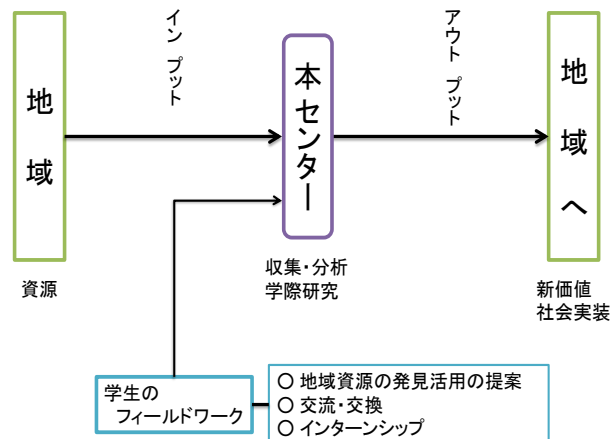 地域
資源
インプット
本センター
収集・分析
学際研究
アウトプット
地域へ
新価値
社会実装
学生の
フィールドワーク
○ 地域資源の発見活用の提案
○ 交流・交換
○ インターンシップ